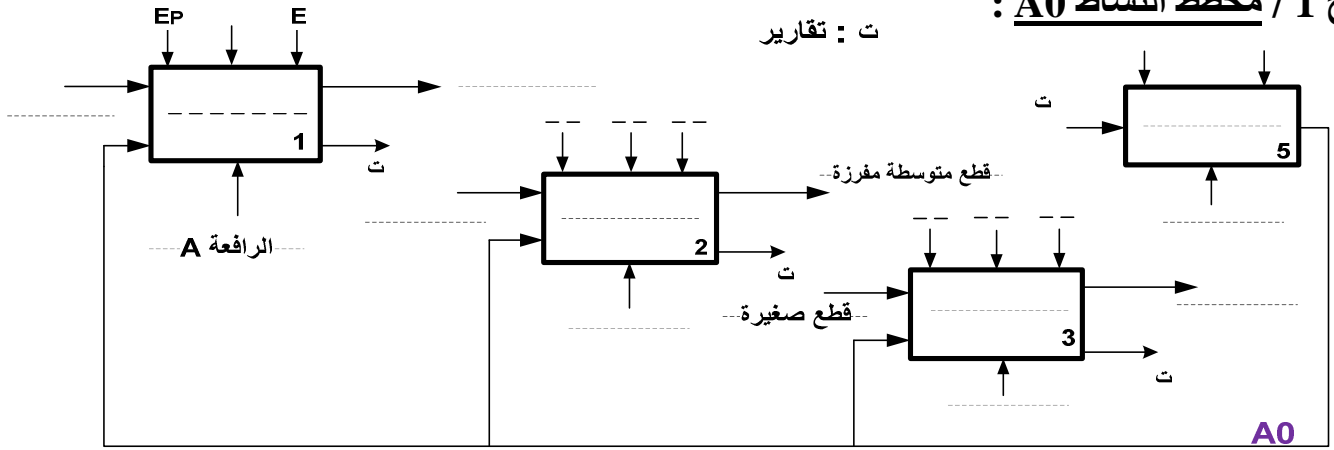 ج 1 / مخطط النشاط A0 :
ت : تقارير
EP
E
1
ت
الرافعة A
2
قطع متوسطة مفرزة
ت
ت
5
قطع صغيرة
3
ت
A0